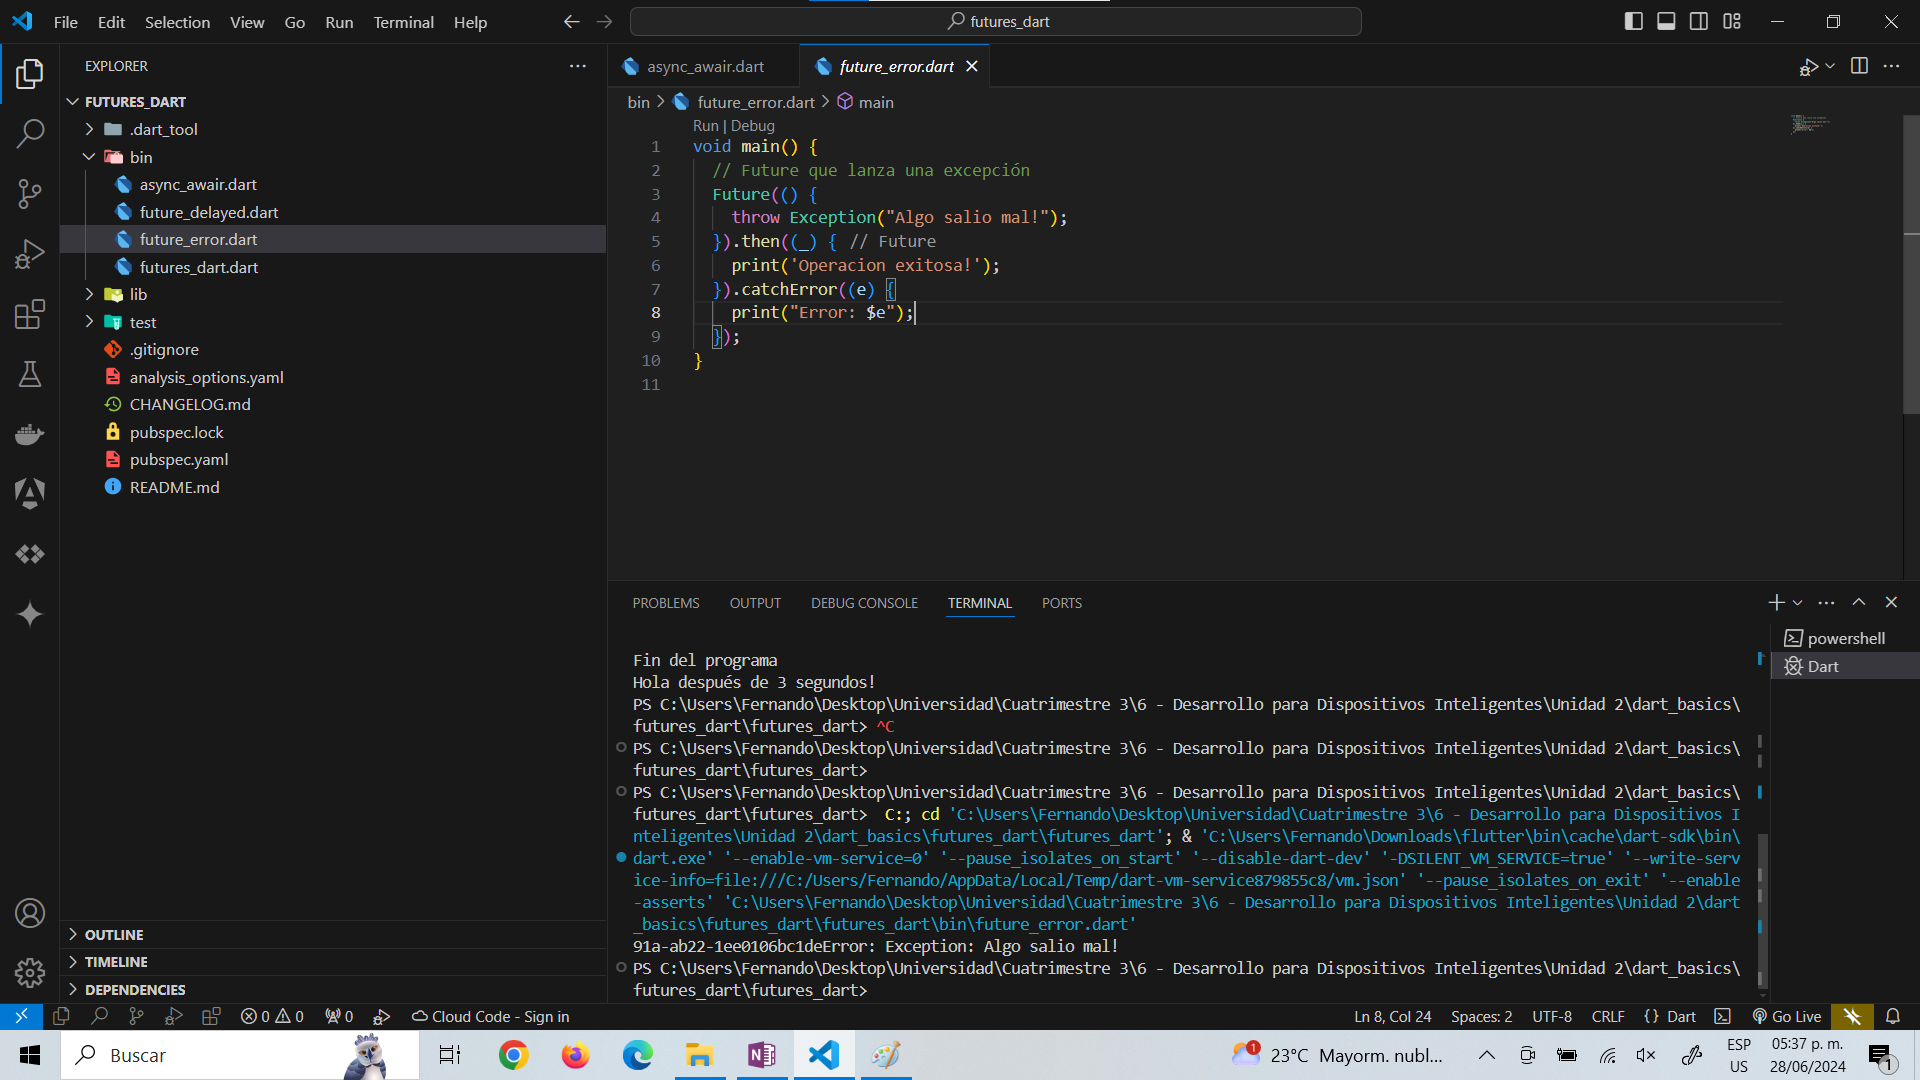 File Edit Selection View Go Run Terminal Help
futures_dart
EXPLORER
FUTURES_DART
.dart_tool
bin
async_awair.dart
future_delayed.dart
future_error.dart
futures_dart.dart
lib
test
.gitignore
analysis_options.yaml
CHANGELOG.md
pubspec.lock
pubspec.yaml
README.md
OUTLINE
TIMELINE
DEPENDENCIES
async_awair.dart
future_error.dart
bin > future_error.dart > main
Run | Debug
1 void main() {
2 // Future que lanza una excepción
3 Future(() {
4 throw Exception("Algo salio mal!");
5 }).then((_) { // Future
6 print('Operacion exitosa!');
7 }).catchError((e) {
8 print("Error: $e");
9 });
10 }
11
PROBLEMS OUTPUT DEBUG CONSOLE TERMINAL PORTS
powershell
Dart
Fin del programa
Hola después de 3 segundos!
PS C:\Users\Fernando\Desktop\Universidad\Cuatrimestre 3\6 - Desarrollo para Dispositivos Inteligentes\Unidad 2\dart_basics\
futures_dart\futures_dart> ^C
PS C:\Users\Fernando\Desktop\Universidad\Cuatrimestre 3\6 - Desarrollo para Dispositivos Inteligentes\Unidad 2\dart_basics\
futures_dart\futures_dart>
PS C:\Users\Fernando\Desktop\Universidad\Cuatrimestre 3\6 - Desarrollo para Dispositivos Inteligentes\Unidad 2\dart_basics\
futures_dart\futures_dart> C:; cd 'C:\Users\Fernando\Desktop\Universidad\Cuatrimestre 3\6 - Desarrollo para Dispositivos I
nteligentes\Unidad 2\dart_basics\futures_dart\futures_dart'; & 'C:\Users\Fernando\Downloads\flutter\bin\cache\dart-sdk\bin\
dart.exe' '--enable-vm-service=0' '--pause_isolates_on_start' '--disable-dart-dev' '-DSILENT_VM_SERVICE=true' '--write-serv
ice-info=file:///C:/Users/Fernando/AppData/Local/Temp/dart-vm-service879855c8/vm.json' '--pause_isolates_on_exit' '--enable
-asserts' 'C:\Users\Fernando\Desktop\Universidad\Cuatrimestre 3\6 - Desarrollo para Dispositivos Inteligentes\Unidad 2\dart
_basics\futures_dart\futures_dart\bin\future_error.dart'
91a-ab22-1ee0106bc1deError: Exception: Algo salio mal!
PS C:\Users\Fernando\Desktop\Universidad\Cuatrimestre 3\6 - Desarrollo para Dispositivos Inteligentes\Unidad 2\dart_basics\
futures_dart\futures_dart>
0 0 0 Cloud Code - Sign in Ln 8, Col 24 Spaces: 2 UTF-8 CRLF {} Dart Go Live
Buscar
1 23°C Mayorm. nubl...
ESP
US
05:37 p. m.
28/06/2024
1